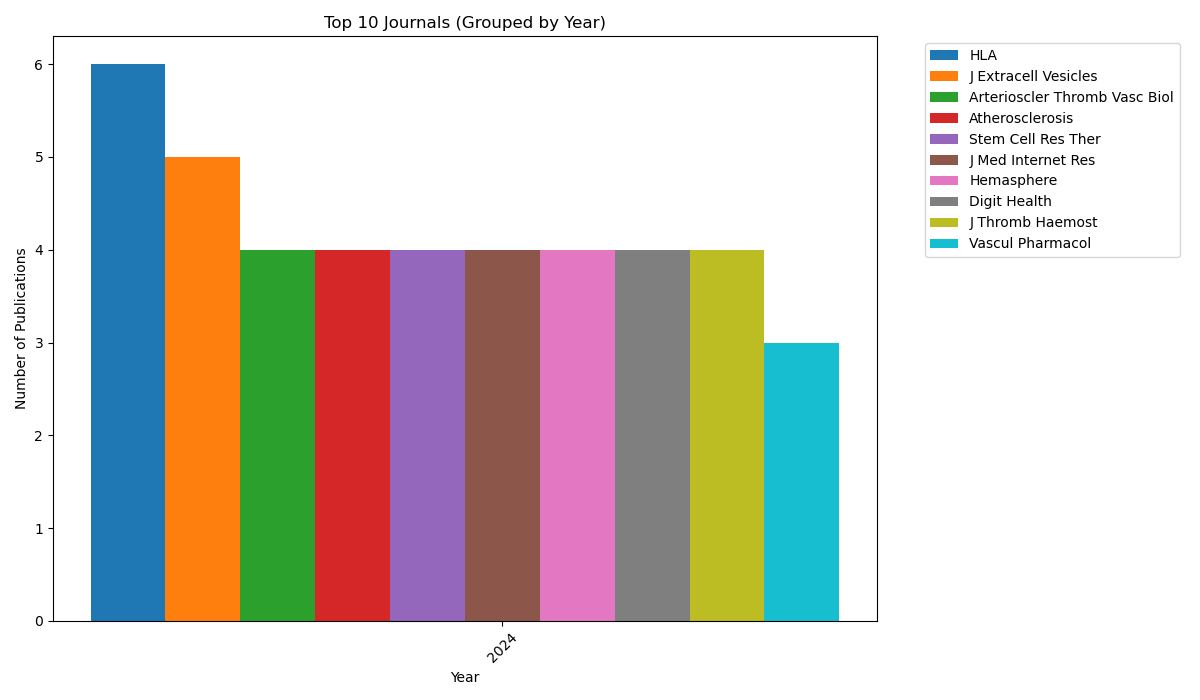 Top 10 Journals (Grouped by Year)
HLA
J Extracell Vesicles
Arterioscler Thromb Vasc Biol
Atherosclerosis
Stem Cell Res Ther
J Med Internet Res
Hemasphere
Digit Health
J Thromb Haemost
Vascul Pharmacol
Number of Publications
6
5
4
3
2
1
0
2024
Year